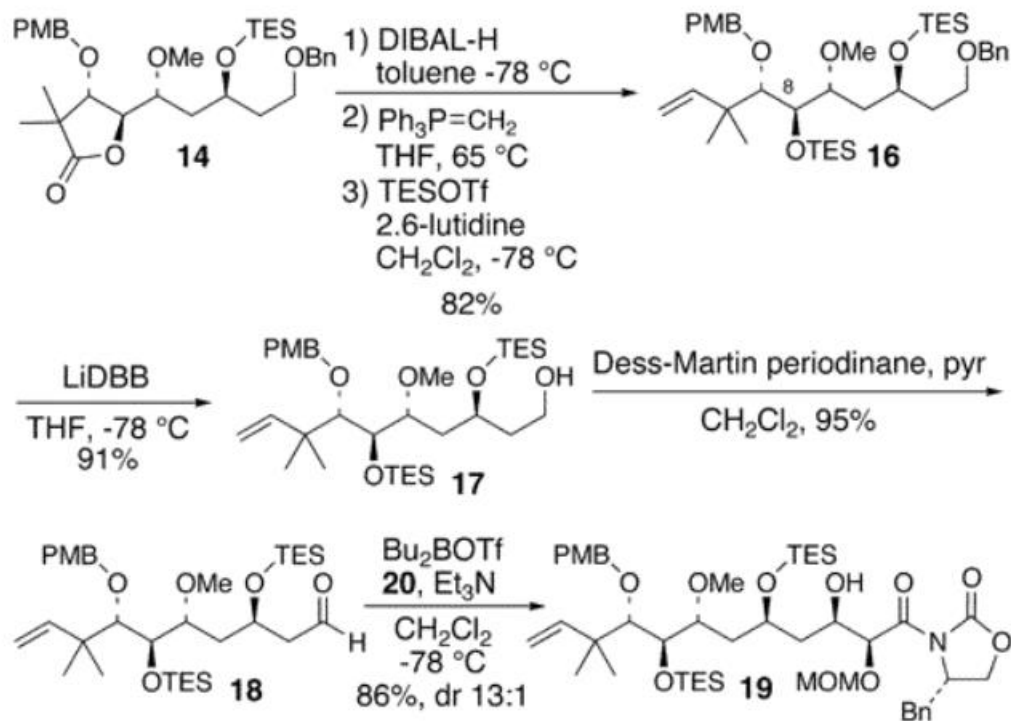 PMB
O
OMe
O
TES
OBn
O
O
14
1) DIBAL-H
toluene -78 °C
2) Ph₃P=CH₂
THF, 65 °C
3) TESOTf
2.6-lutidine
CH₂Cl₂, -78 °C
82%
PMB
O
8
OMe
O
TES
OBn
OTES
16
LiDBB
THF, -78 °C
91%
PMB
O
OMe
O
TES
OH
OTES
17
Dess-Martin periodinane, pyr
CH₂Cl₂, 95%
PMB
O
OMe
O
TES
O
H
OTES
18
Bu₂BOTf
20, Et₃N
CH₂Cl₂
-78 °C
86%, dr 13:1
PMB
O
OMe
O
TES
OH
O
O
N
O
OTES
19
MOMO
Bn